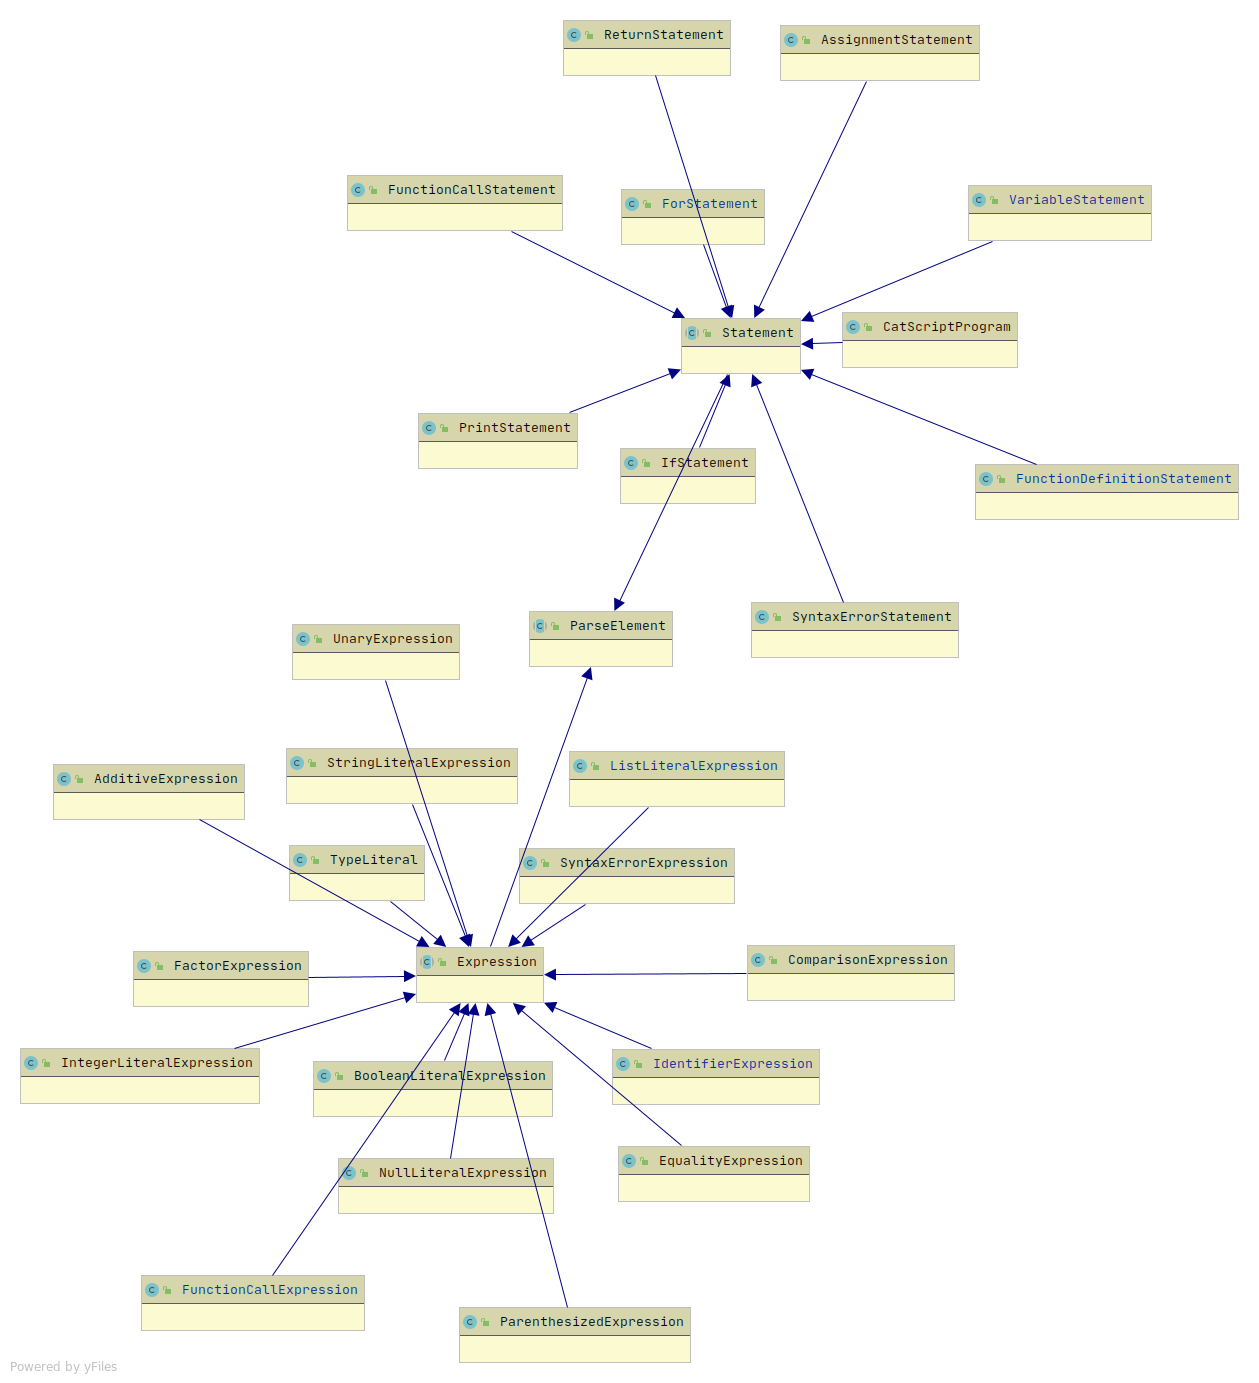 ReturnStatement
AssignmentStatement
FunctionCallStatement
ForStatement
VariableStatement
Statement
CatScriptProgram
PrintStatement
IfStatement
FunctionDefinitionStatement
SyntaxErrorStatement
ParseElement
UnaryExpression
StringLiteralExpression
ListLiteralExpression
AdditiveExpression
TypeLiteral
SyntaxErrorExpression
Expression
FactorExpression
ComparisonExpression
IntegerLiteralExpression
BooleanLiteralExpression
IdentifierExpression
NullLiteralExpression
EqualityExpression
FunctionCallExpression
ParenthesizedExpression
Powered by yFiles